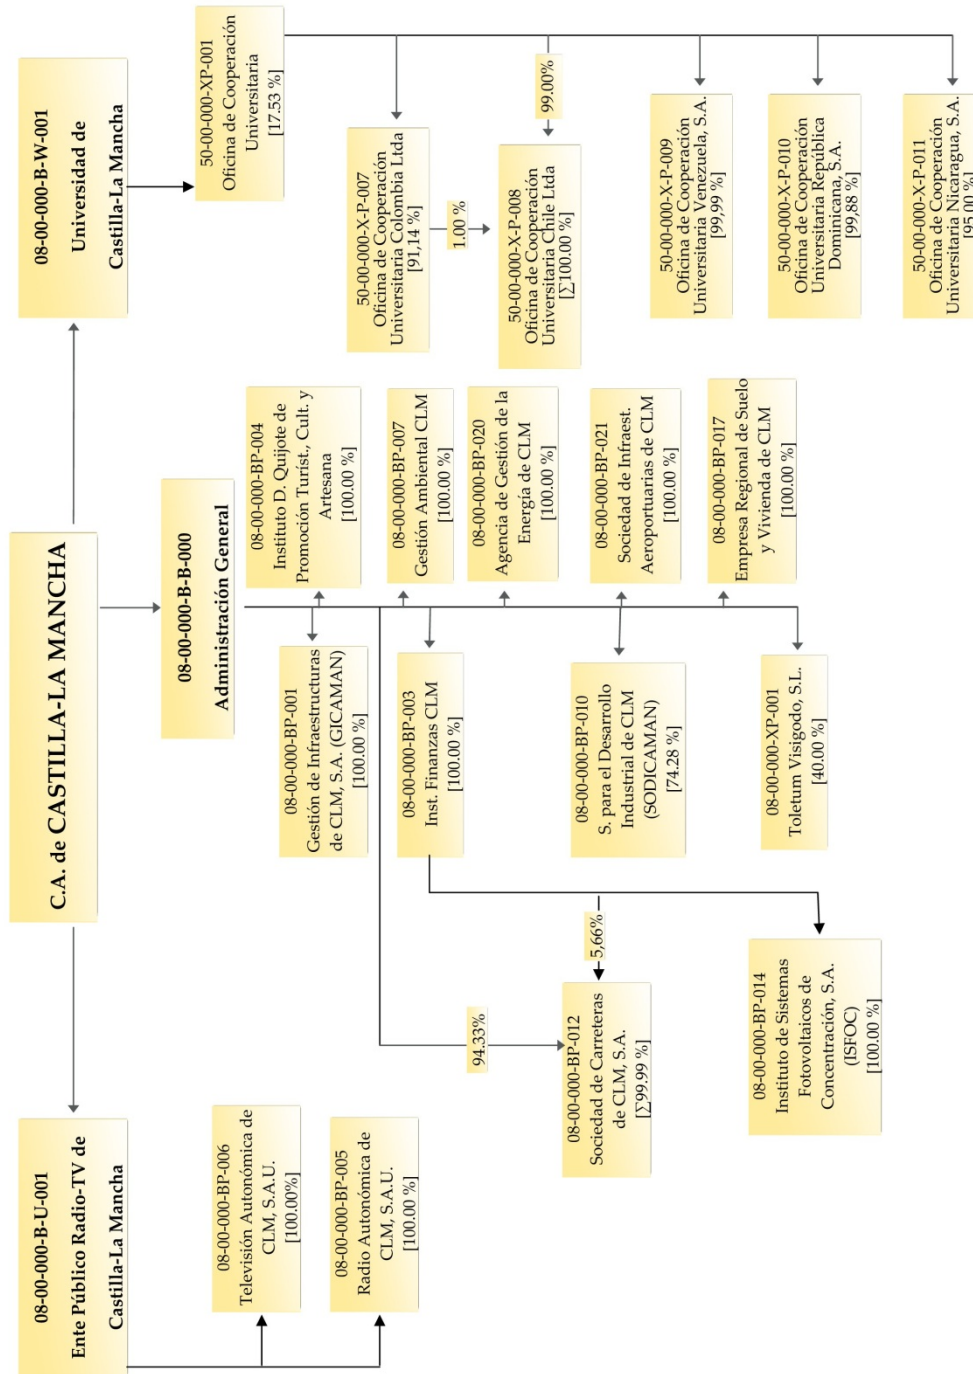 C.A. de CASTILLA-LA MANCHA
08-00-000-B-U-001
Ente Público Radio-TV de
Castilla-La Mancha
08-00-000-B-B-000
Administración General
08-00-000-B-W-001
Universidad de
Castilla-La Mancha
08-00-000-BP-006
Televisión Autonómica de
CLM, S.A.U.
[100.00%]
08-00-000-BP-005
Radio Autonómica de
CLM, S.A.U.
[100.00 %]
08-00-000-BP-001
Gestión de Infraestructuras
de CLM, S.A. (GICAMAN)
[100.00 %]
08-00-000-BP-004
Instituto D. Quijote de
Promoción Turíst., Cult. y
Artesana
[100.00 %]
08-00-000-BP-003
Inst. Finanzas CLM
[100.00 %]
08-00-000-BP-007
Gestión Ambiental CLM
[100.00 %]
08-00-000-BP-020
Agencia de Gestión de la
Energía de CLM
[100.00 %]
94.33%
5,66%
08-00-000-BP-012
Sociedad de Carreteras
de CLM, S.A.
[∑99.99 %]
08-00-000-BP-010
S. para el Desarrollo
Industrial de CLM
(SODICAMAN)
[74.28 %]
08-00-000-BP-021
Sociedad de Infraest.
Aeroportuarias de CLM
[100.00 %]
08-00-000-BP-014
Instituto de Sistemas
Fotovoltaicos de
Concentración, S.A.
(ISFOC)
[100.00 %]
08-00-000-XP-001
Toletum Visigodo, S.L.
[40.00 %]
08-00-000-BP-017
Empresa Regional de Suelo
y Vivienda de CLM
[100.00 %]
50-00-000-XP-001
Oficina de Cooperación
Universitaria
[17.53 %]
50-00-000-X-P-007
Oficina de Cooperación
Universitaria Colombia Ltda
[91,14 %]
1.00 %
99.00%
50-00-000-X-P-008
Oficina de Cooperación
Universitaria Chile Ltda
[∑100.00 %]
50-00-000-X-P-009
Oficina de Cooperación
Universitaria Venezuela, S.A.
[99,99 %]
50-00-000-X-P-010
Oficina de Cooperación
Universitaria República
Dominicana, S.A.
[99,88 %]
50-00-000-X-P-011
Oficina de Cooperación
Universitaria Nicaragua, S.A.
[95.00 %]